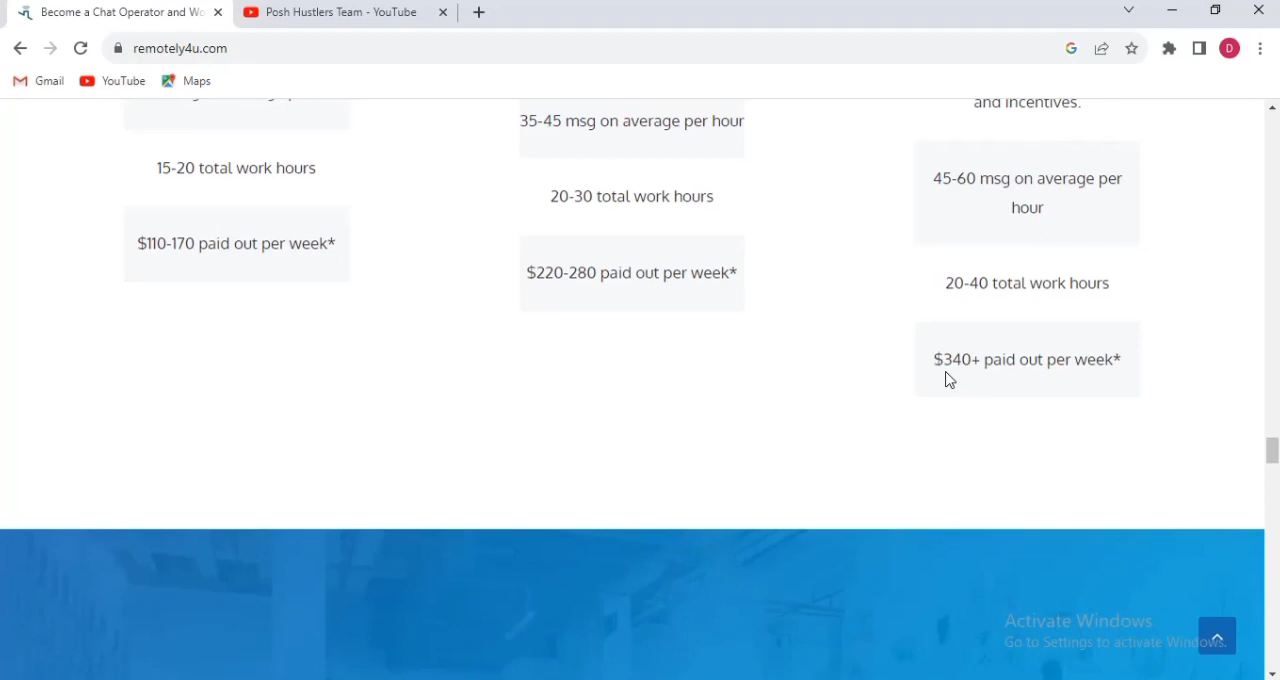 Become a Chat Operator and Wo
Posh Hustlers Team - YouTube
remotely4u.com
D
Gmail
YouTube
Maps
15-20 total work hours
$110-170 paid out per week*
35-45 msg on average per hour
20-30 total work hours
$220-280 paid out per week*
and incentives.
45-60 msg on average per
hour
20-40 total work hours
$340+ paid out per week*
Activate Windows
Go to Settings to activate Windows.